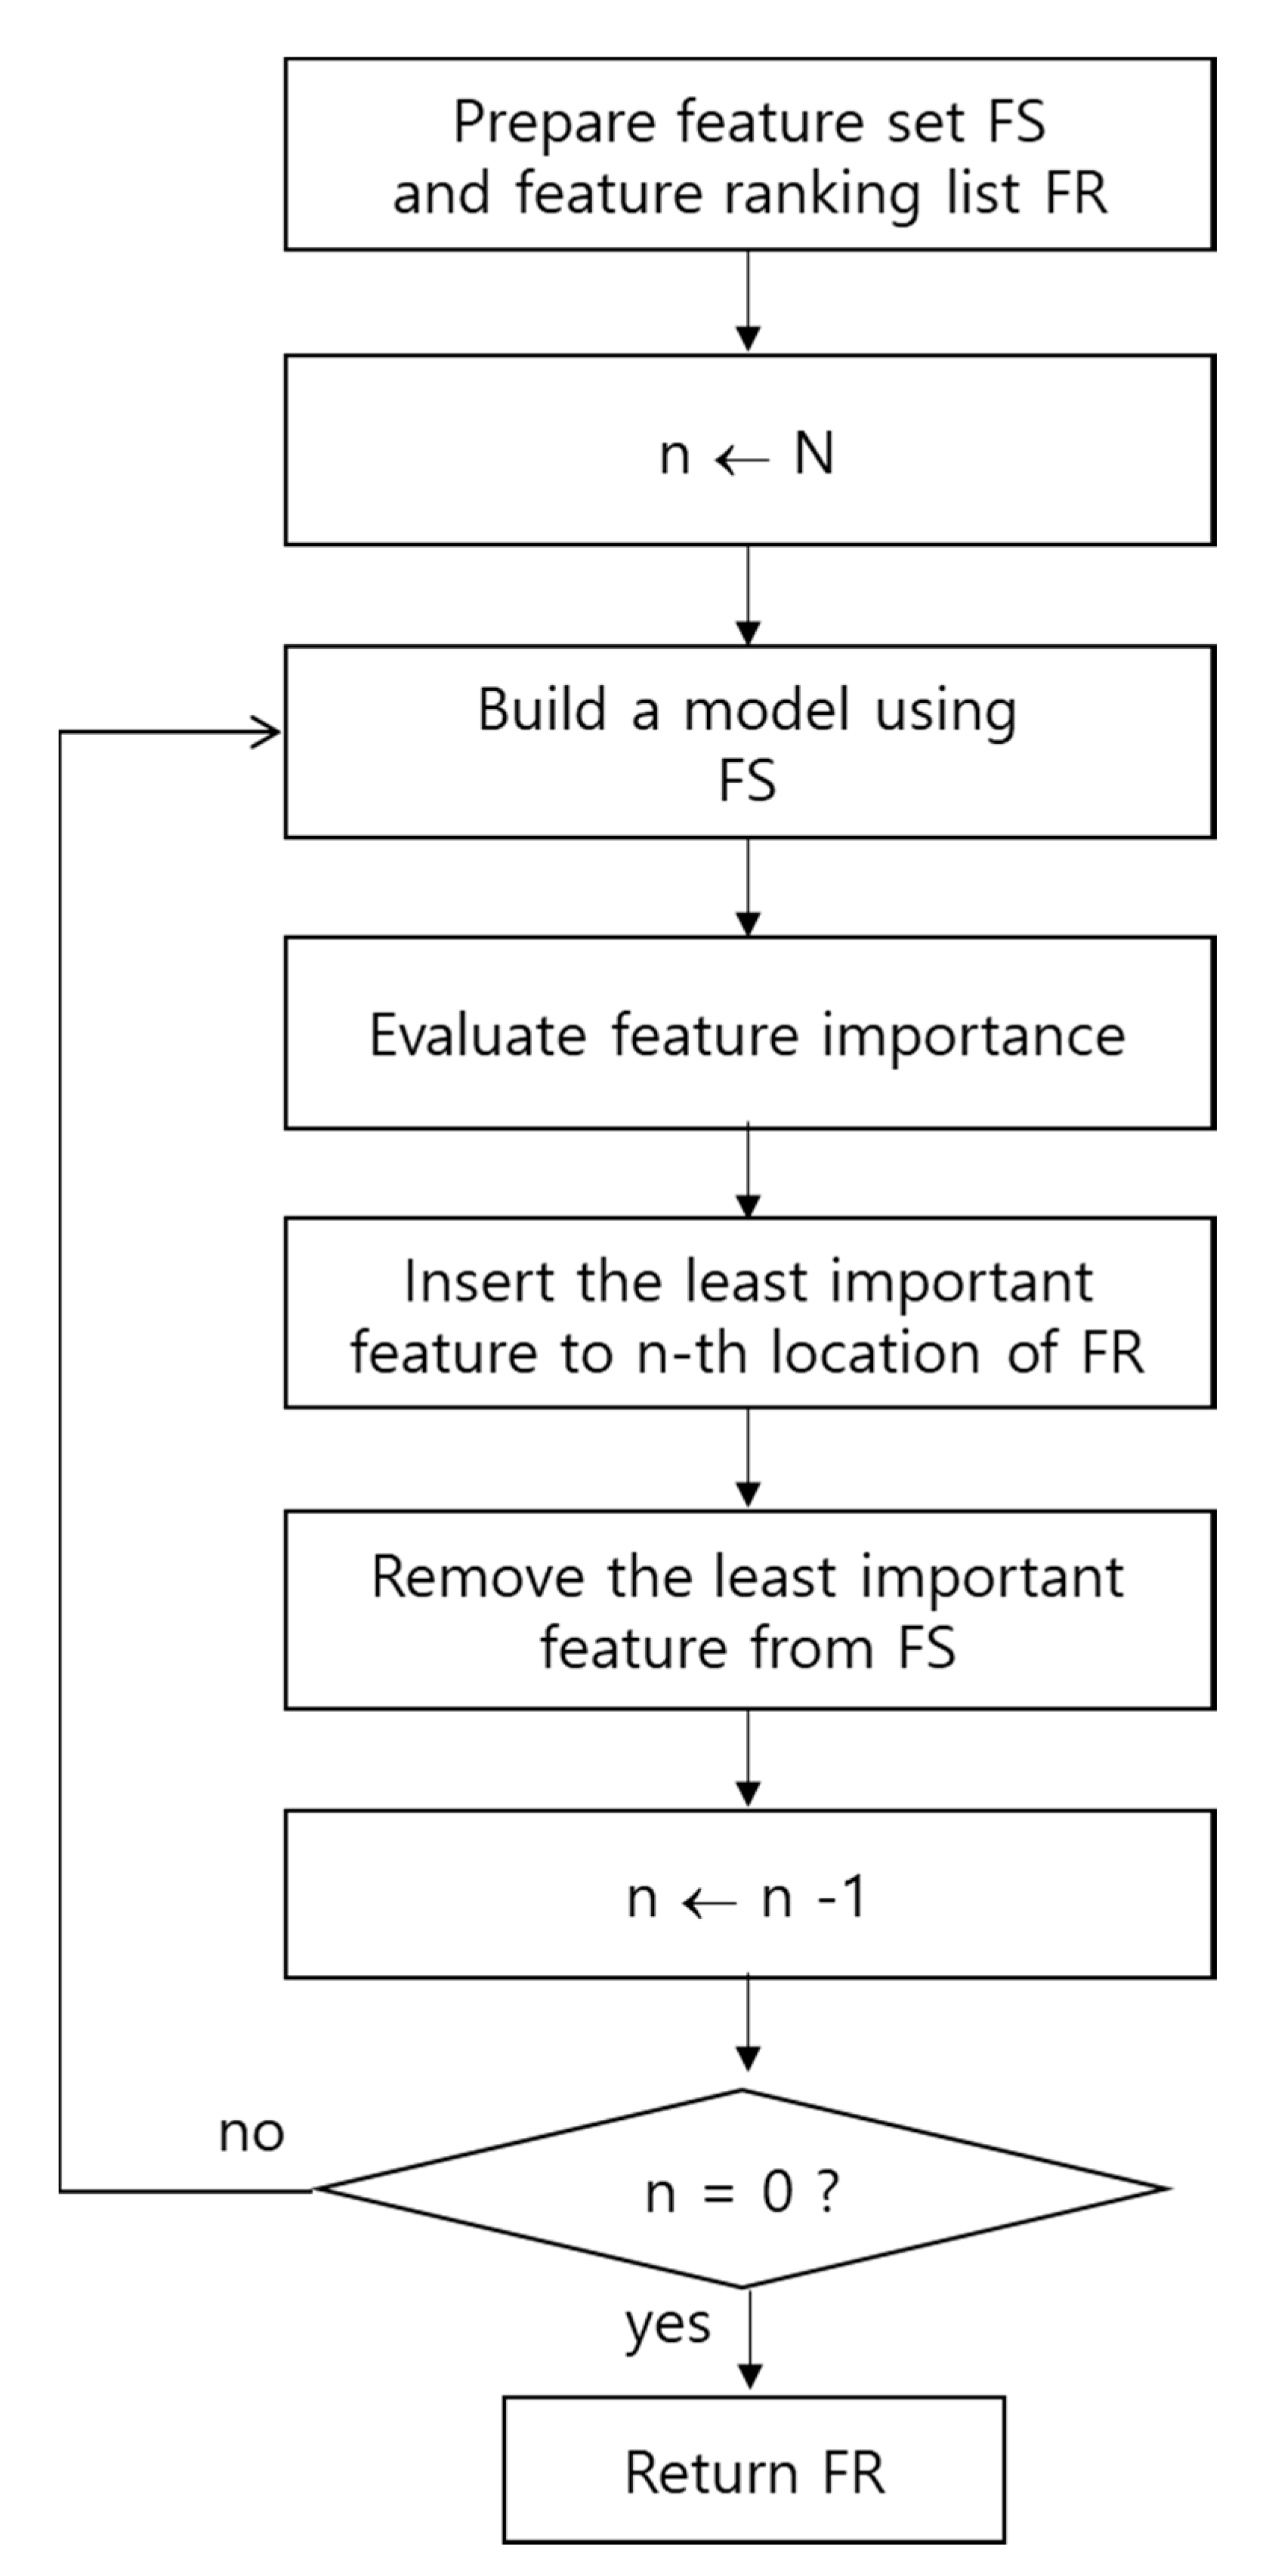 Prepare feature set FS
and feature ranking list FR
n ← N
Build a model using
FS
Evaluate feature importance
Insert the least important
feature to n-th location of FR
Remove the least important
feature from FS
n ← n -1
no
n = 0 ?
yes
Return FR